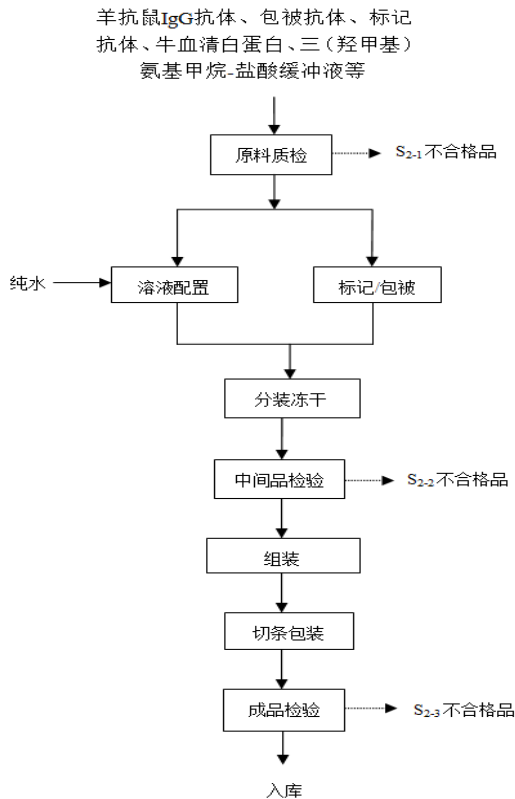 羊抗鼠IgG抗体、包被抗体、标记
抗体、牛血清白蛋白、三（羟甲基）
氨基甲烷-盐酸缓冲液等
原料质检
S2-1不合格品
纯水
溶液配置
标记/包被
分装冻干
中间品检验
S2-2不合格品
组装
切条包装
成品检验
S2-3不合格品
入库